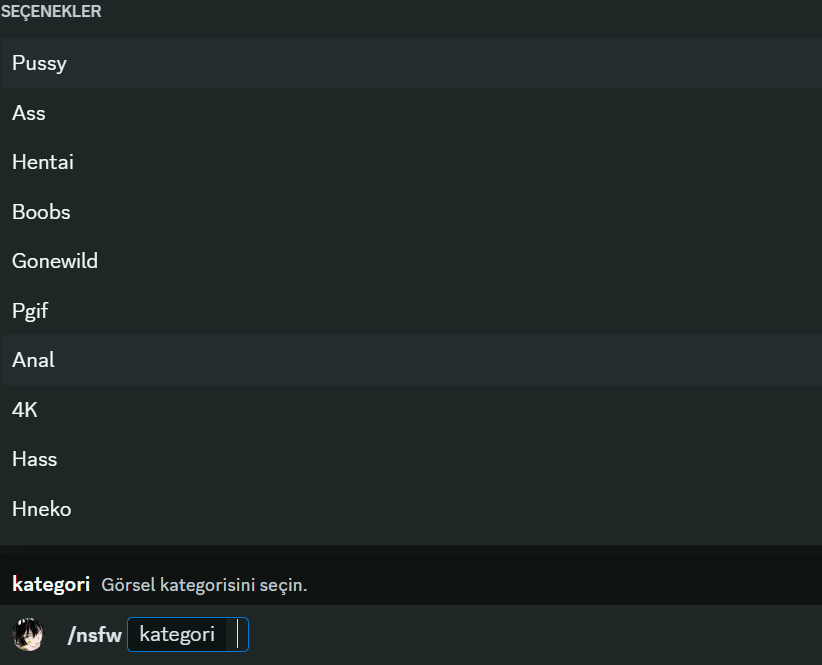 SEÇENEKLER
Pussy
Ass
Hentai
Boobs
Gonewild
Pgif
Anal
4K
Hass
Hneko
kategori Görsel kategorisini seçin.
/nsfw kategori